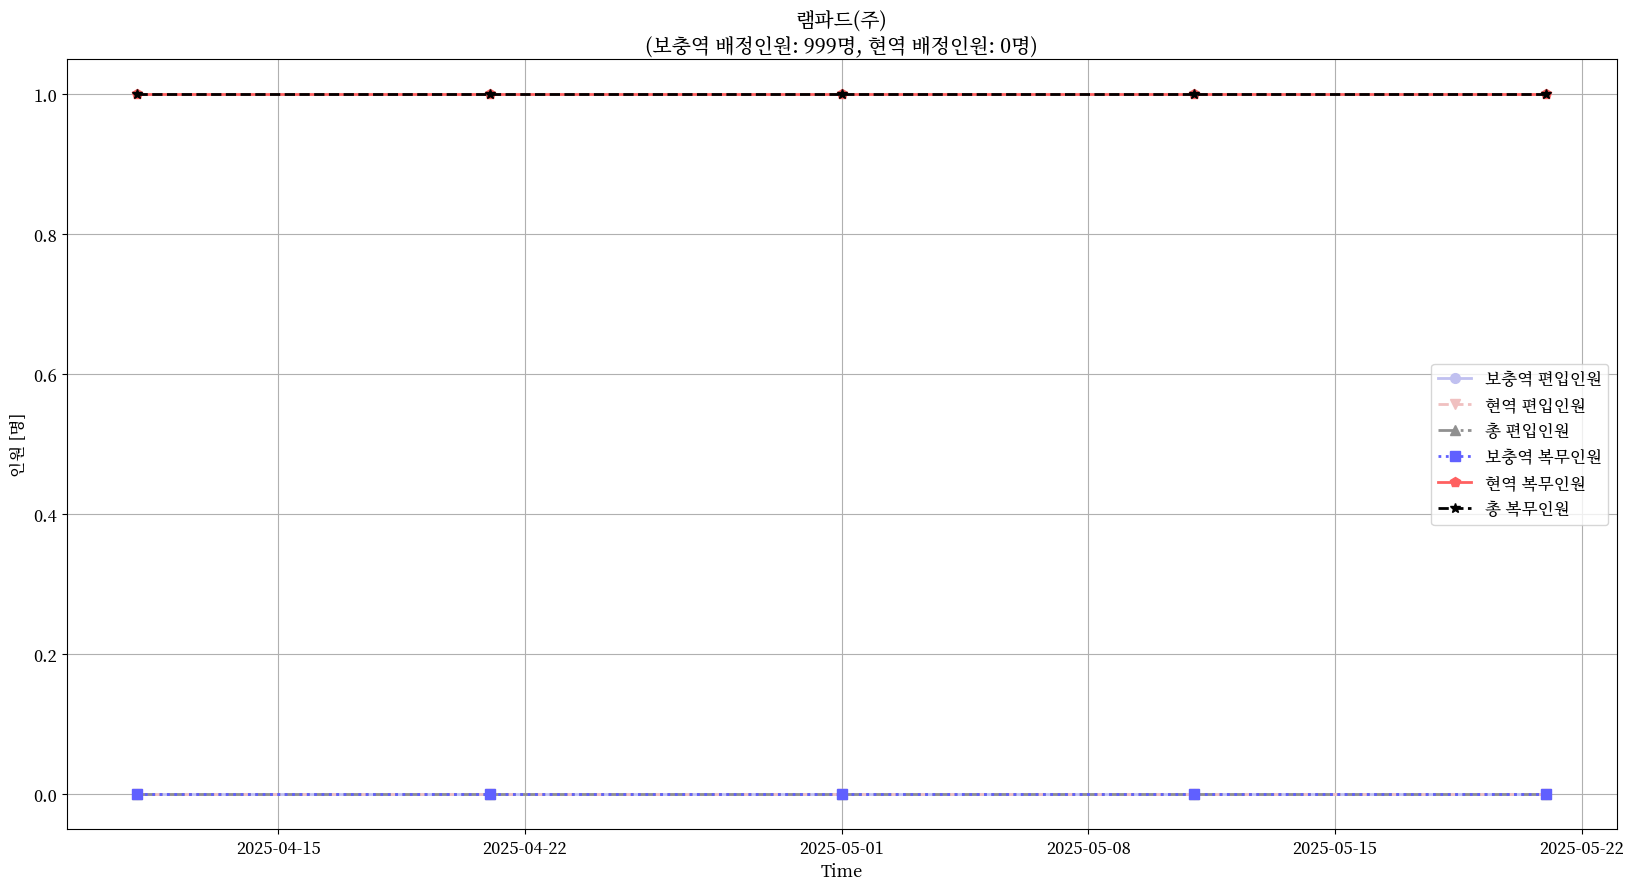 램파드(주)
(보충역 배정인원: 999명, 현역 배정인원: 0명)
1.0
0.8
0.6
0.4
0.2
0.0
인원 [명]
보충역 편입인원
현역 편입인원
총 편입인원
보충역 복무인원
현역 복무인원
총 복무인원
2025-04-15
2025-04-22
2025-05-01
2025-05-08
2025-05-15
2025-05-22
Time